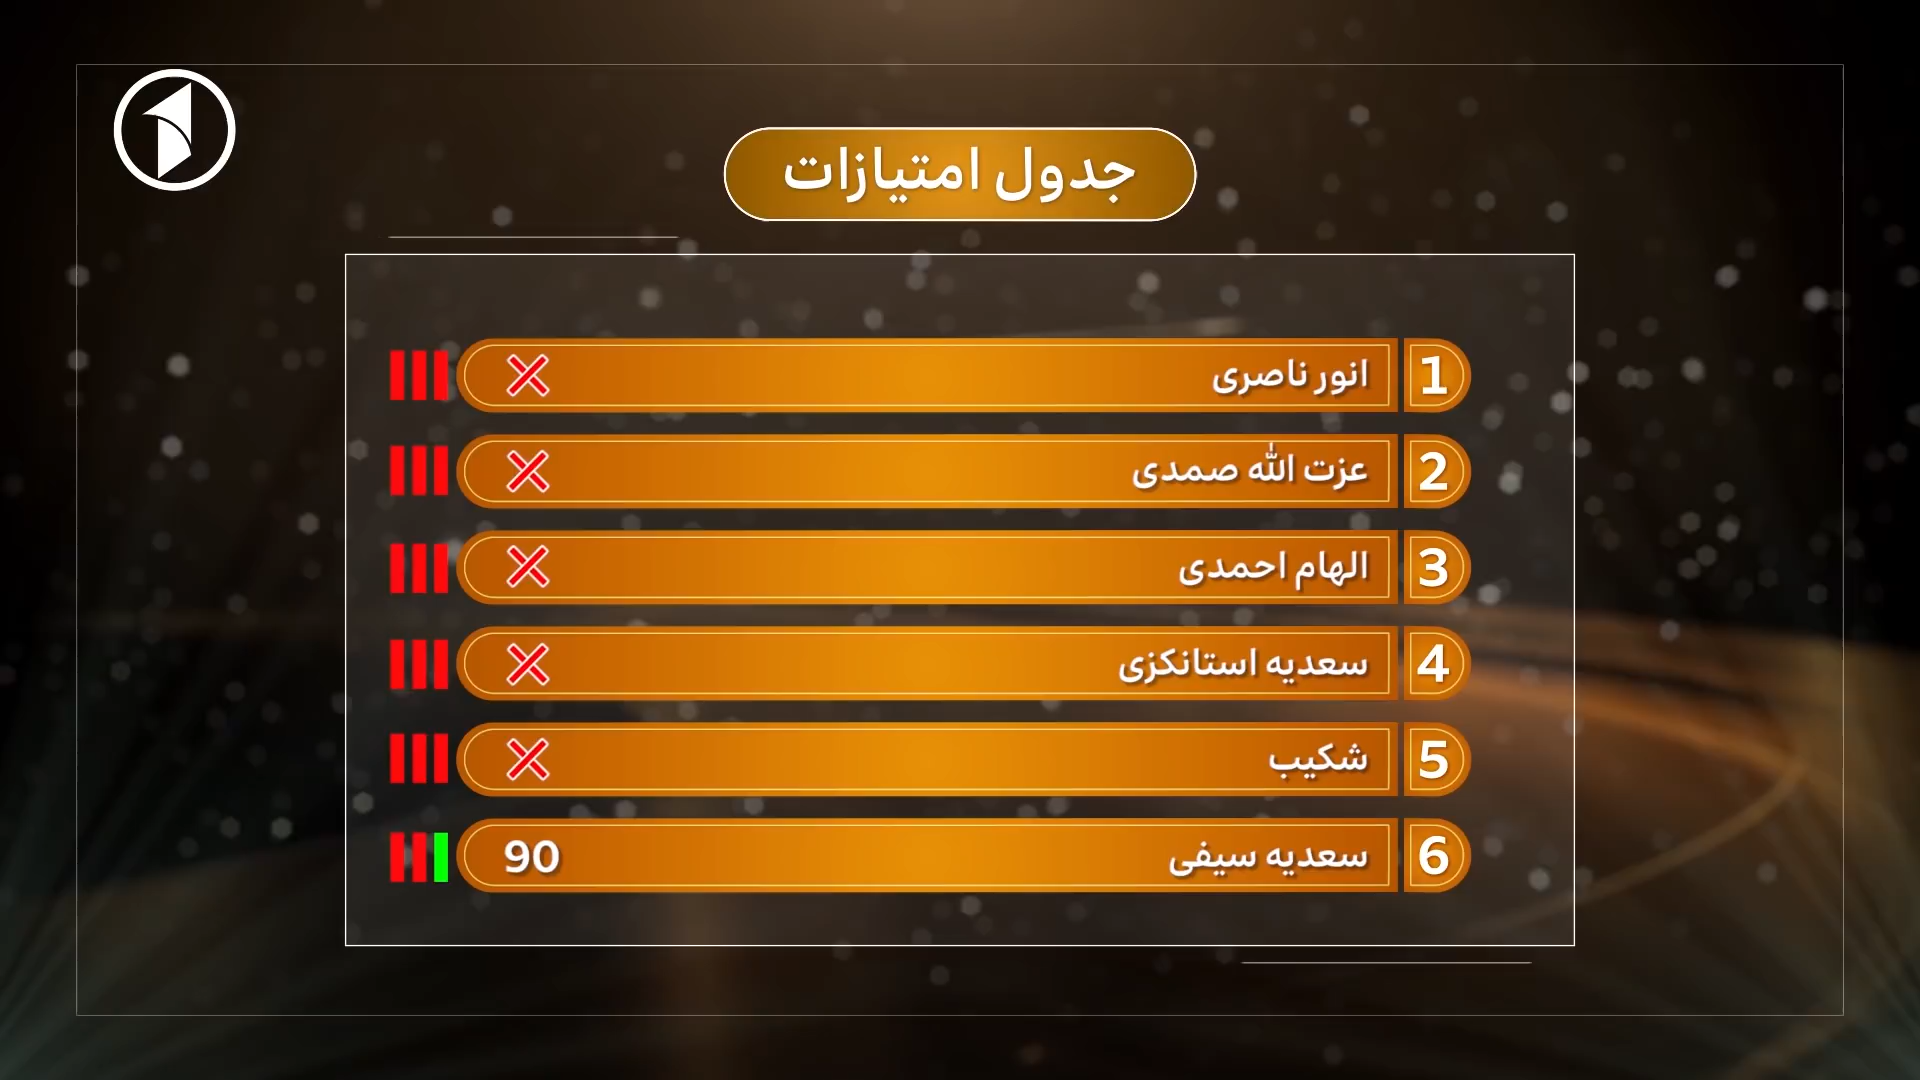 جدول امتیازات
1 انور ناصری
2 عزت الله صمدی
3 الهام احمدی
4 سعدیه استانکزی
5 شکیب
6 سعدیه سیفی 90